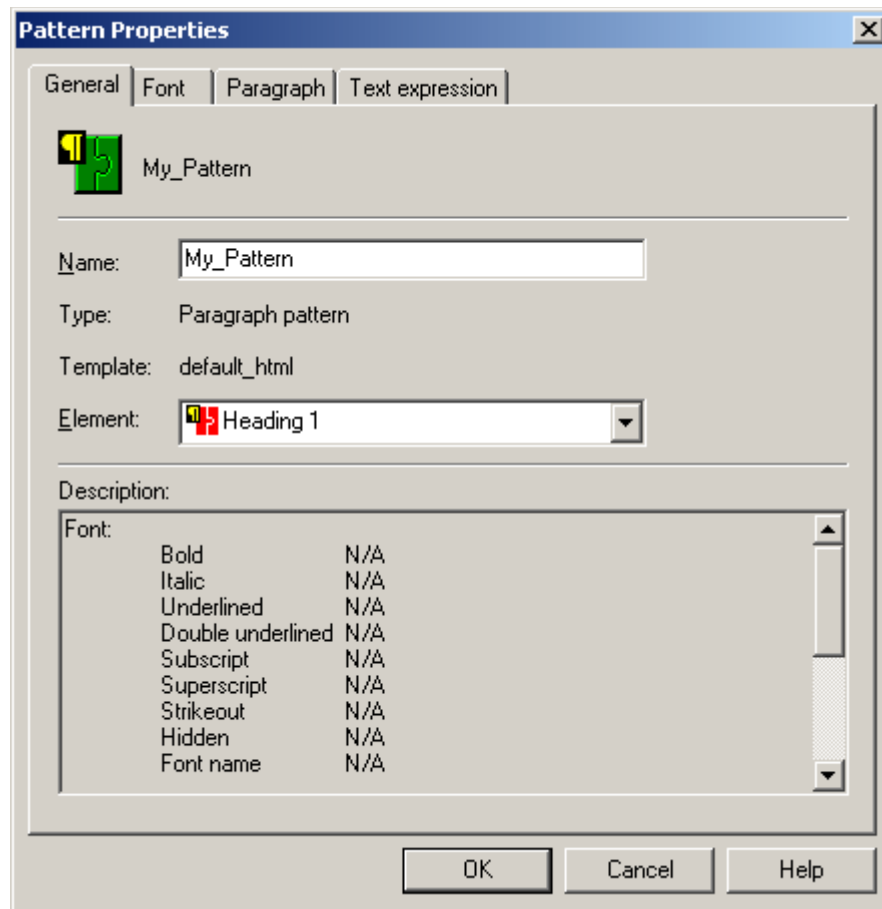 Pattern Properties
General Font Paragraph Text expression
My_Pattern
Name: My_Pattern
Type: Paragraph pattern
Template: default_html
Element: Heading 1
Description:
Font:
Bold N/A
Italic N/A
Underlined N/A
Double underlined N/A
Subscript N/A
Superscript N/A
Strikeout N/A
Hidden N/A
Font name N/A
OK Cancel Help